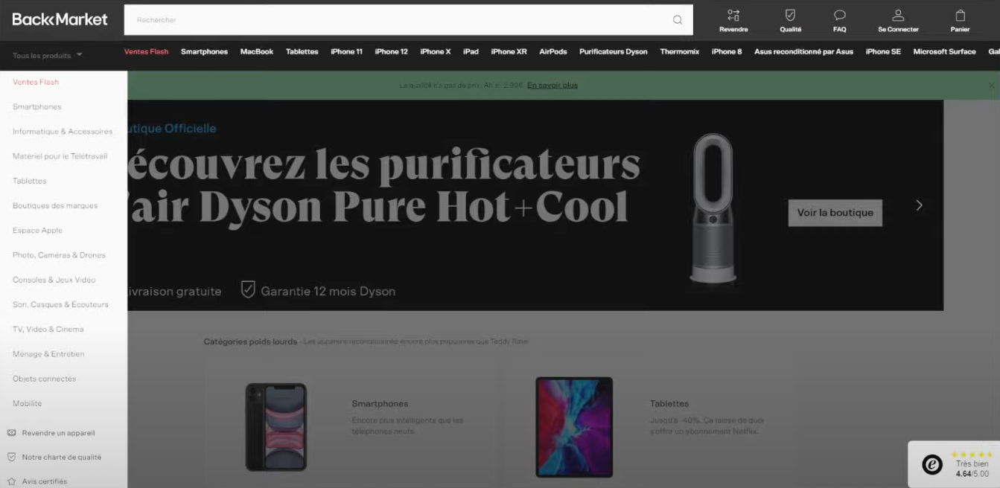 BackMarket
Rechercher
Revendre
Qualité
FAQ
Se Connecter
Panier
Tous les produits
Ventes Flash Smartphones MacBook Tablettes iPhone 11 iPhone 12 iPhone X iPad iPhone XR AirPods Purificateurs Dyson Thermomix iPhone 8 Asus reconditionné par Asus iPhone SE Microsoft Surface Gal
Ventes Flash
Smartphones
Informatique & Accessoires
Matériel pour le Télétravail
Tablettes
Boutiques des marques
Espace Apple
Photo, Caméras & Drones
Consoles & Jeux Vidéo
Son, Casques & Écouteurs
TV, Vidéo & Cinéma
Ménage & Entretien
Objets connectés
Mobilité
Revendre un appareil
Notre charte de qualité
Avis certifiés
La qualité n'a pas de prix. Ah si, 2,99€. En savoir plus
utique Officielle
écouvrez les purificateurs
'air Dyson Pure Hot+Cool
Voir la boutique
ivraison gratuite
Garantie 12 mois Dyson
Catégories poids lourds - Les appareils reconditionnés encore plus populaires que Teddy Riner
Smartphones
Encore plus intelligents que les
téléphones neufs.
Tablettes
Jusqu'à -40%. Ça laisse de quoi
s'offrir un abonnement Netflix.
e
Très bien
4.64/5.00